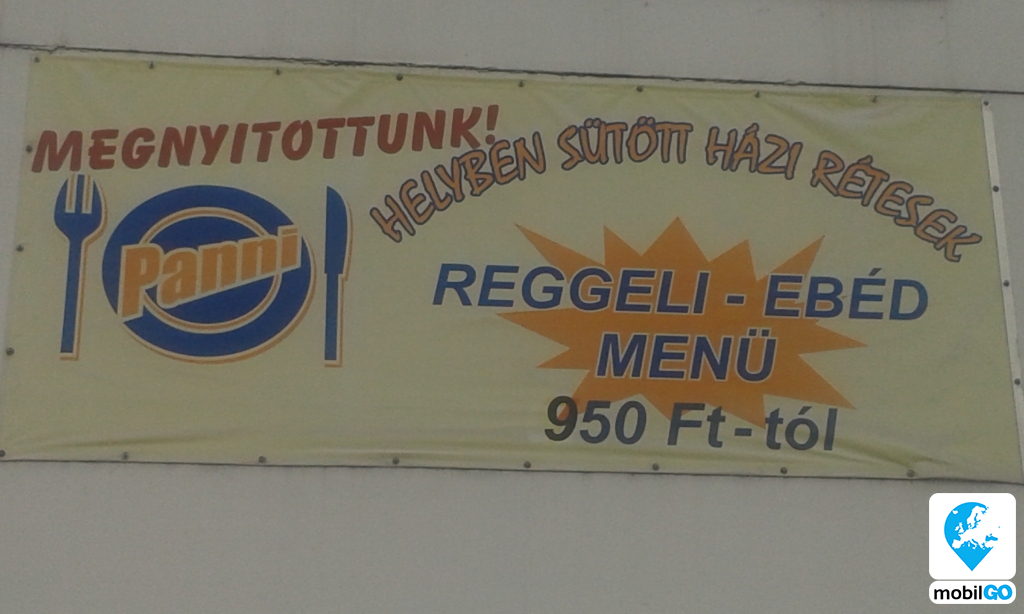 MEGNYITOTTUNK!
HELYBEN SÜTÖTT HÁZI RÉTESEK
Panni
REGGELI - EBÉD
MENÜ
950 Ft-tól
mobilGO